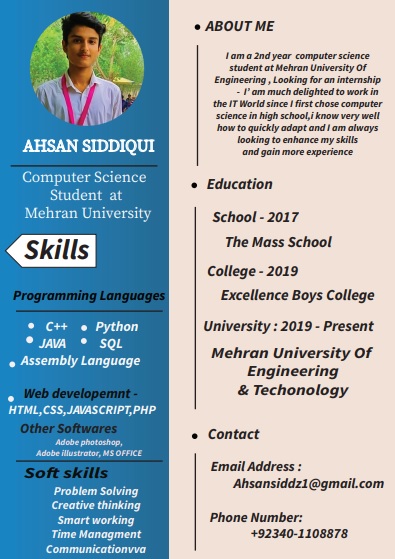 AHSAN SIDDIQUI
Computer Science
Student at
Mehran University
Skills
Programming Languages
C++
Python
JAVA
SQL
Assembly Language
Web developemnt -
HTML,CSS,JAVASCRIPT,PHP
Other Softwares
Adobe photoshop,
Adobe illustrator, MS OFFICE
Soft skills
Problem Solving
Creative thinking
Smart working
Time Managment
Communicationvva
ABOUT ME
I am a 2nd year computer science
student at Mehran University Of
Engineering , Looking for an internship
- I' am much delighted to work in
the IT World since I first chose computer
science in high school,i know very well
how to quickly adapt and I am always
looking to enhance my skills
and gain more experience
Education
School - 2017
The Mass School
College - 2019
Excellence Boys College
University : 2019 - Present
Mehran University Of
Engineering
& Techonology
Contact
Email Address :
Ahsansiddz1@gmail.com
Phone Number:
+92340-1108878